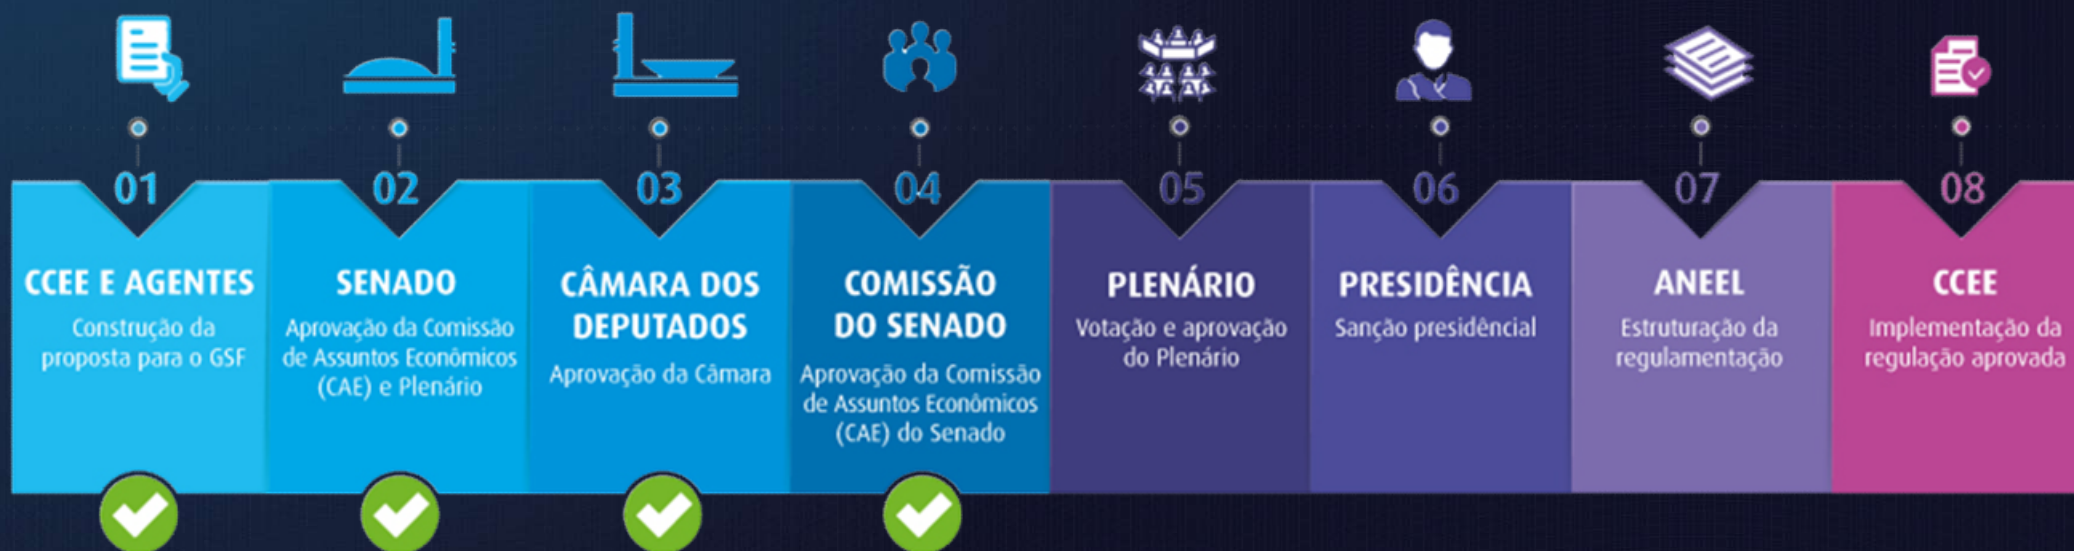 01
CCEE E AGENTES
Construção da
proposta para o GSF
02
SENADO
Aprovação da Comissão
de Assuntos Econômicos
(CAE) e Plenário
03
CÂMARA DOS
DEPUTADOS
Aprovação da Câmara
04
COMISSÃO
DO SENADO
Aprovação da Comissão
de Assuntos Econômicos
(CAE) do Senado
05
PLENÁRIO
Votação e aprovação
do Plenário
06
PRESIDÊNCIA
Sanção presidêncial
07
ANEEL
Estruturação da
regulamentação
08
CCEE
Implementação da
regulação aprovada